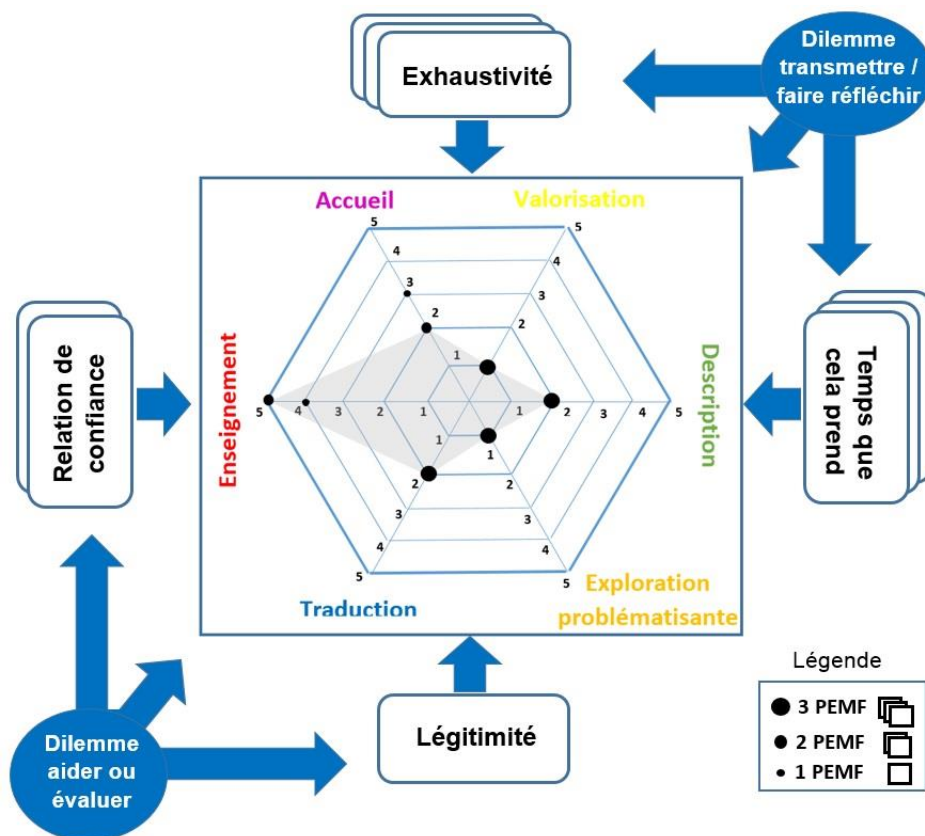 Exhaustivité
Dilemme
transmettre /
faire réfléchir
Accueil
Valorisation
5
5
4
4
3
3
2
2
1
1
Relation de
confiance
Enseignement
5
4
3
2
1
1
2
3
4
5
Description
Temps que
cela prend
1
1
2
2
3
3
4
4
5
5
Traduction
Exploration
problématisante
Légitimité
Dilemme
aider ou
évaluer
Légende
3 PEMF
2 PEMF
1 PEMF